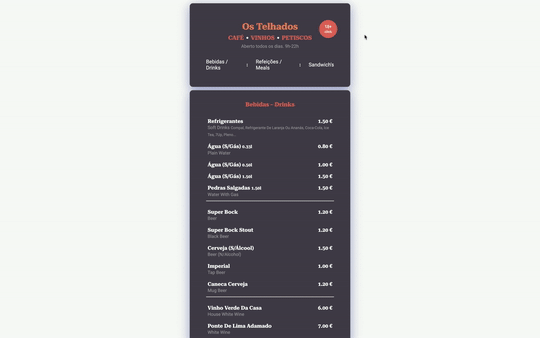 Os Telhados
CAFÉ • VINHOS • PETISCOS
Aberto todos os dias. 9h-23h
Bebidas /
Drinks
Refeições /
Meals
Sandwich's
Bebidas - Drinks
Refrigerantes 1.50 €
Soft Drinks Compal, Refrigerante De Laranja Ou Ananás, Coca-Cola, Ice
Tea, Top, Pleno...
Água (S/Gás) 0.33l 0.80 €
Plain Water
Água (S/Gás) 0.50l 1.00 €
Água (S/Gás) 1.50l 1.50 €
Pedras Salgadas 1.50l 1.50 €
Water With Gas
Super Bock 1.20 €
Beer
Super Bock Stout 1.20 €
Black Beer
Cerveja (S/Álcool) 1.50 €
Beer (N/Alcoho)
Imperial 1.00 €
Tap Beer
Caneca Cerveja 1.20 €
Mug Beer
Vinho Verde Da Casa 6.00 €
House White Wine
Ponte De Lima Adamado 7.00 €
White Wine